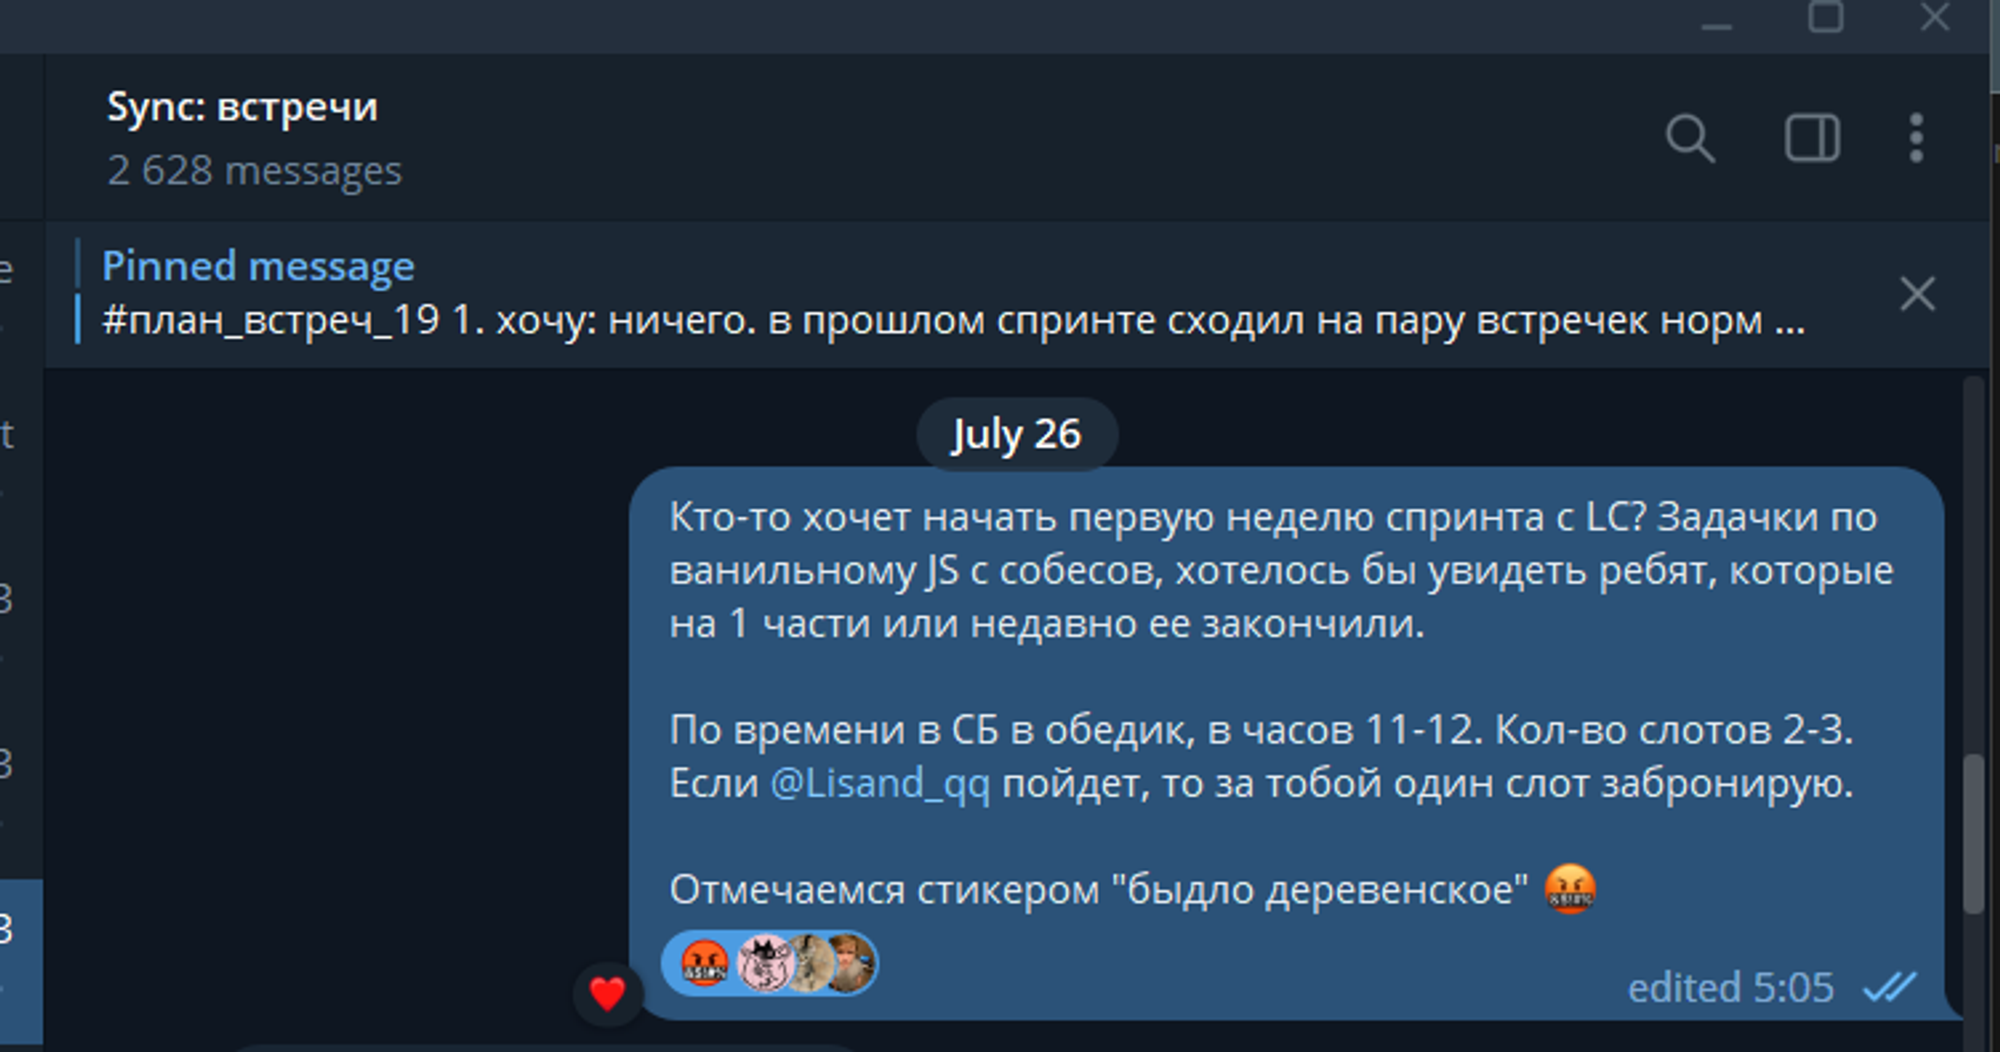 Sync: встречи
2 628 messages
Pinned message
#план_встреч_19 1. хочу: ничего. в прошлом спринте сходил на пару встречек норм ...
July 26
Кто-то хочет начать первую неделю спринта с LC? Задачки по
ванильному JS с собесов, хотелось бы увидеть ребят, которые
на 1 части или недавно ее закончили.
По времени в СБ в обедик, в часов 11-12. Кол-во слотов 2-3.
Если @Lisand_qq пойдет, то за тобой один слот забронирую.
Отмечаемся стикером "быдло деревенское" 🤬
edited 5:05